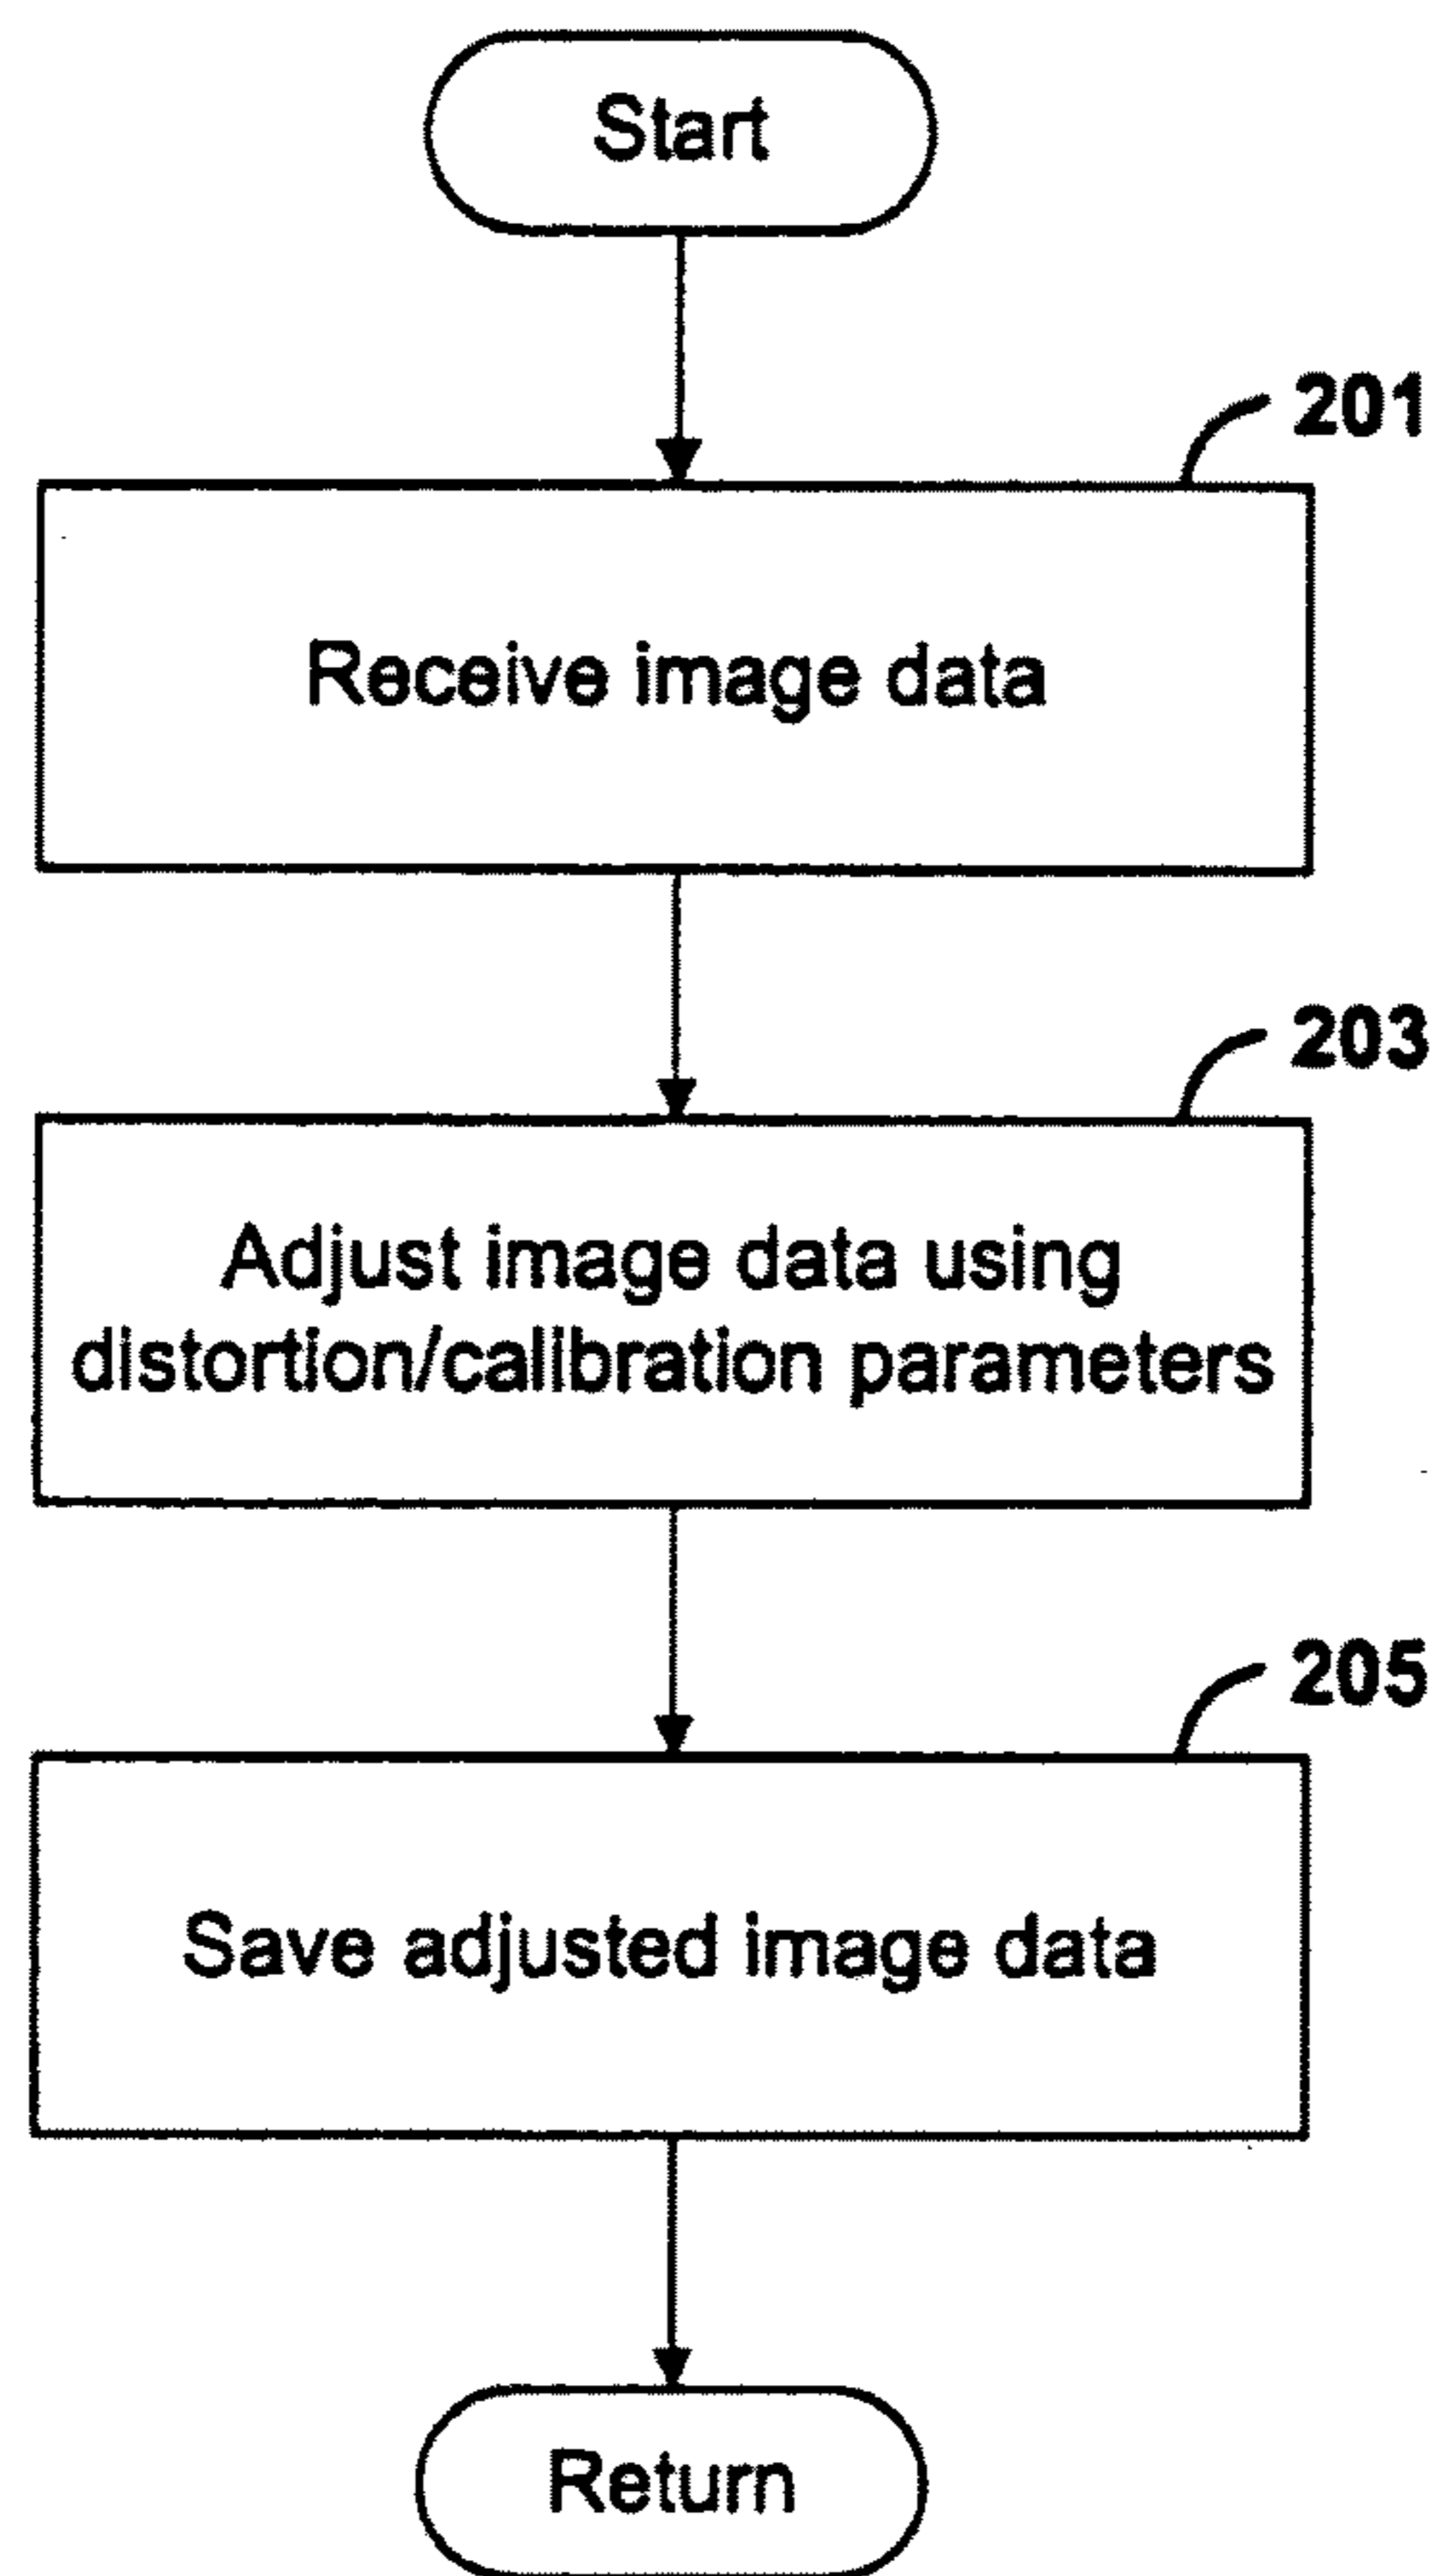 Start
201
Receive image data
203
Adjust image data using
distortion/calibration parameters
205
Save adjusted image data
Return